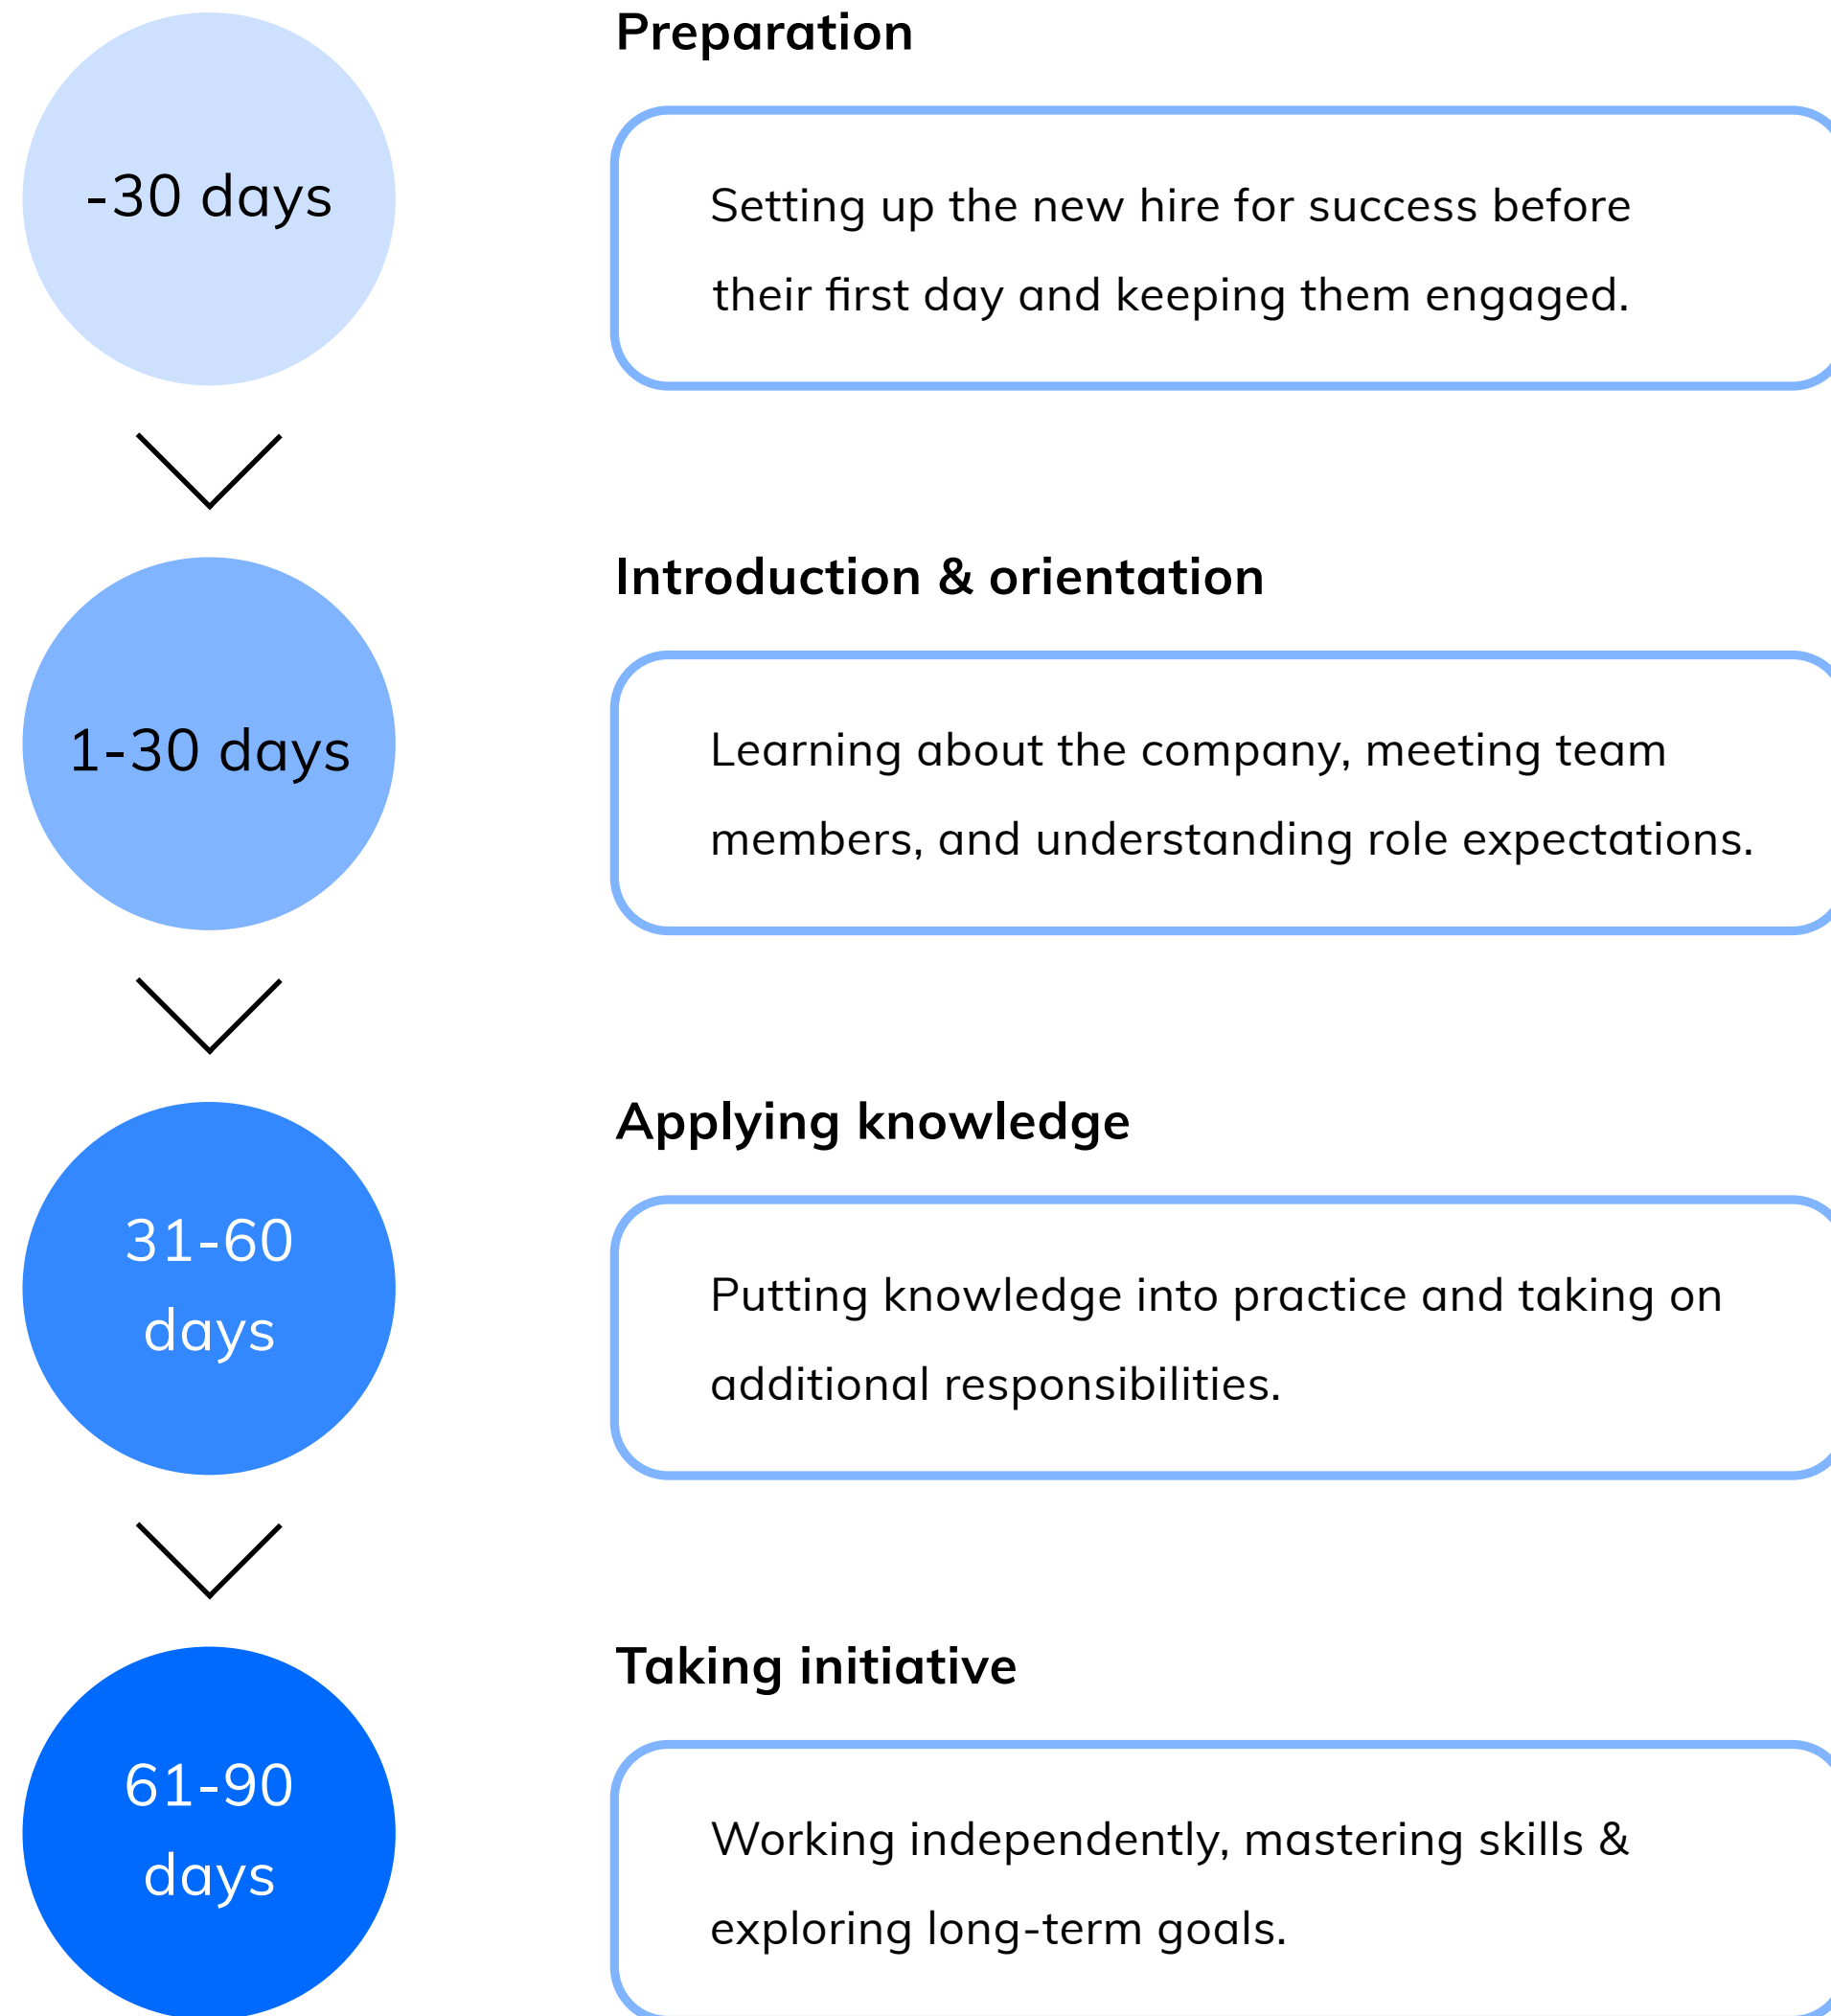 Preparation
-30 days
Setting up the new hire for success before
their first day and keeping them engaged.
Introduction & orientation
1-30 days
Learning about the company, meeting team
members, and understanding role expectations.
Applying knowledge
31-60
days
Putting knowledge into practice and taking on
additional responsibilities.
Taking initiative
61-90
days
Working independently, mastering skills &
exploring long-term goals.